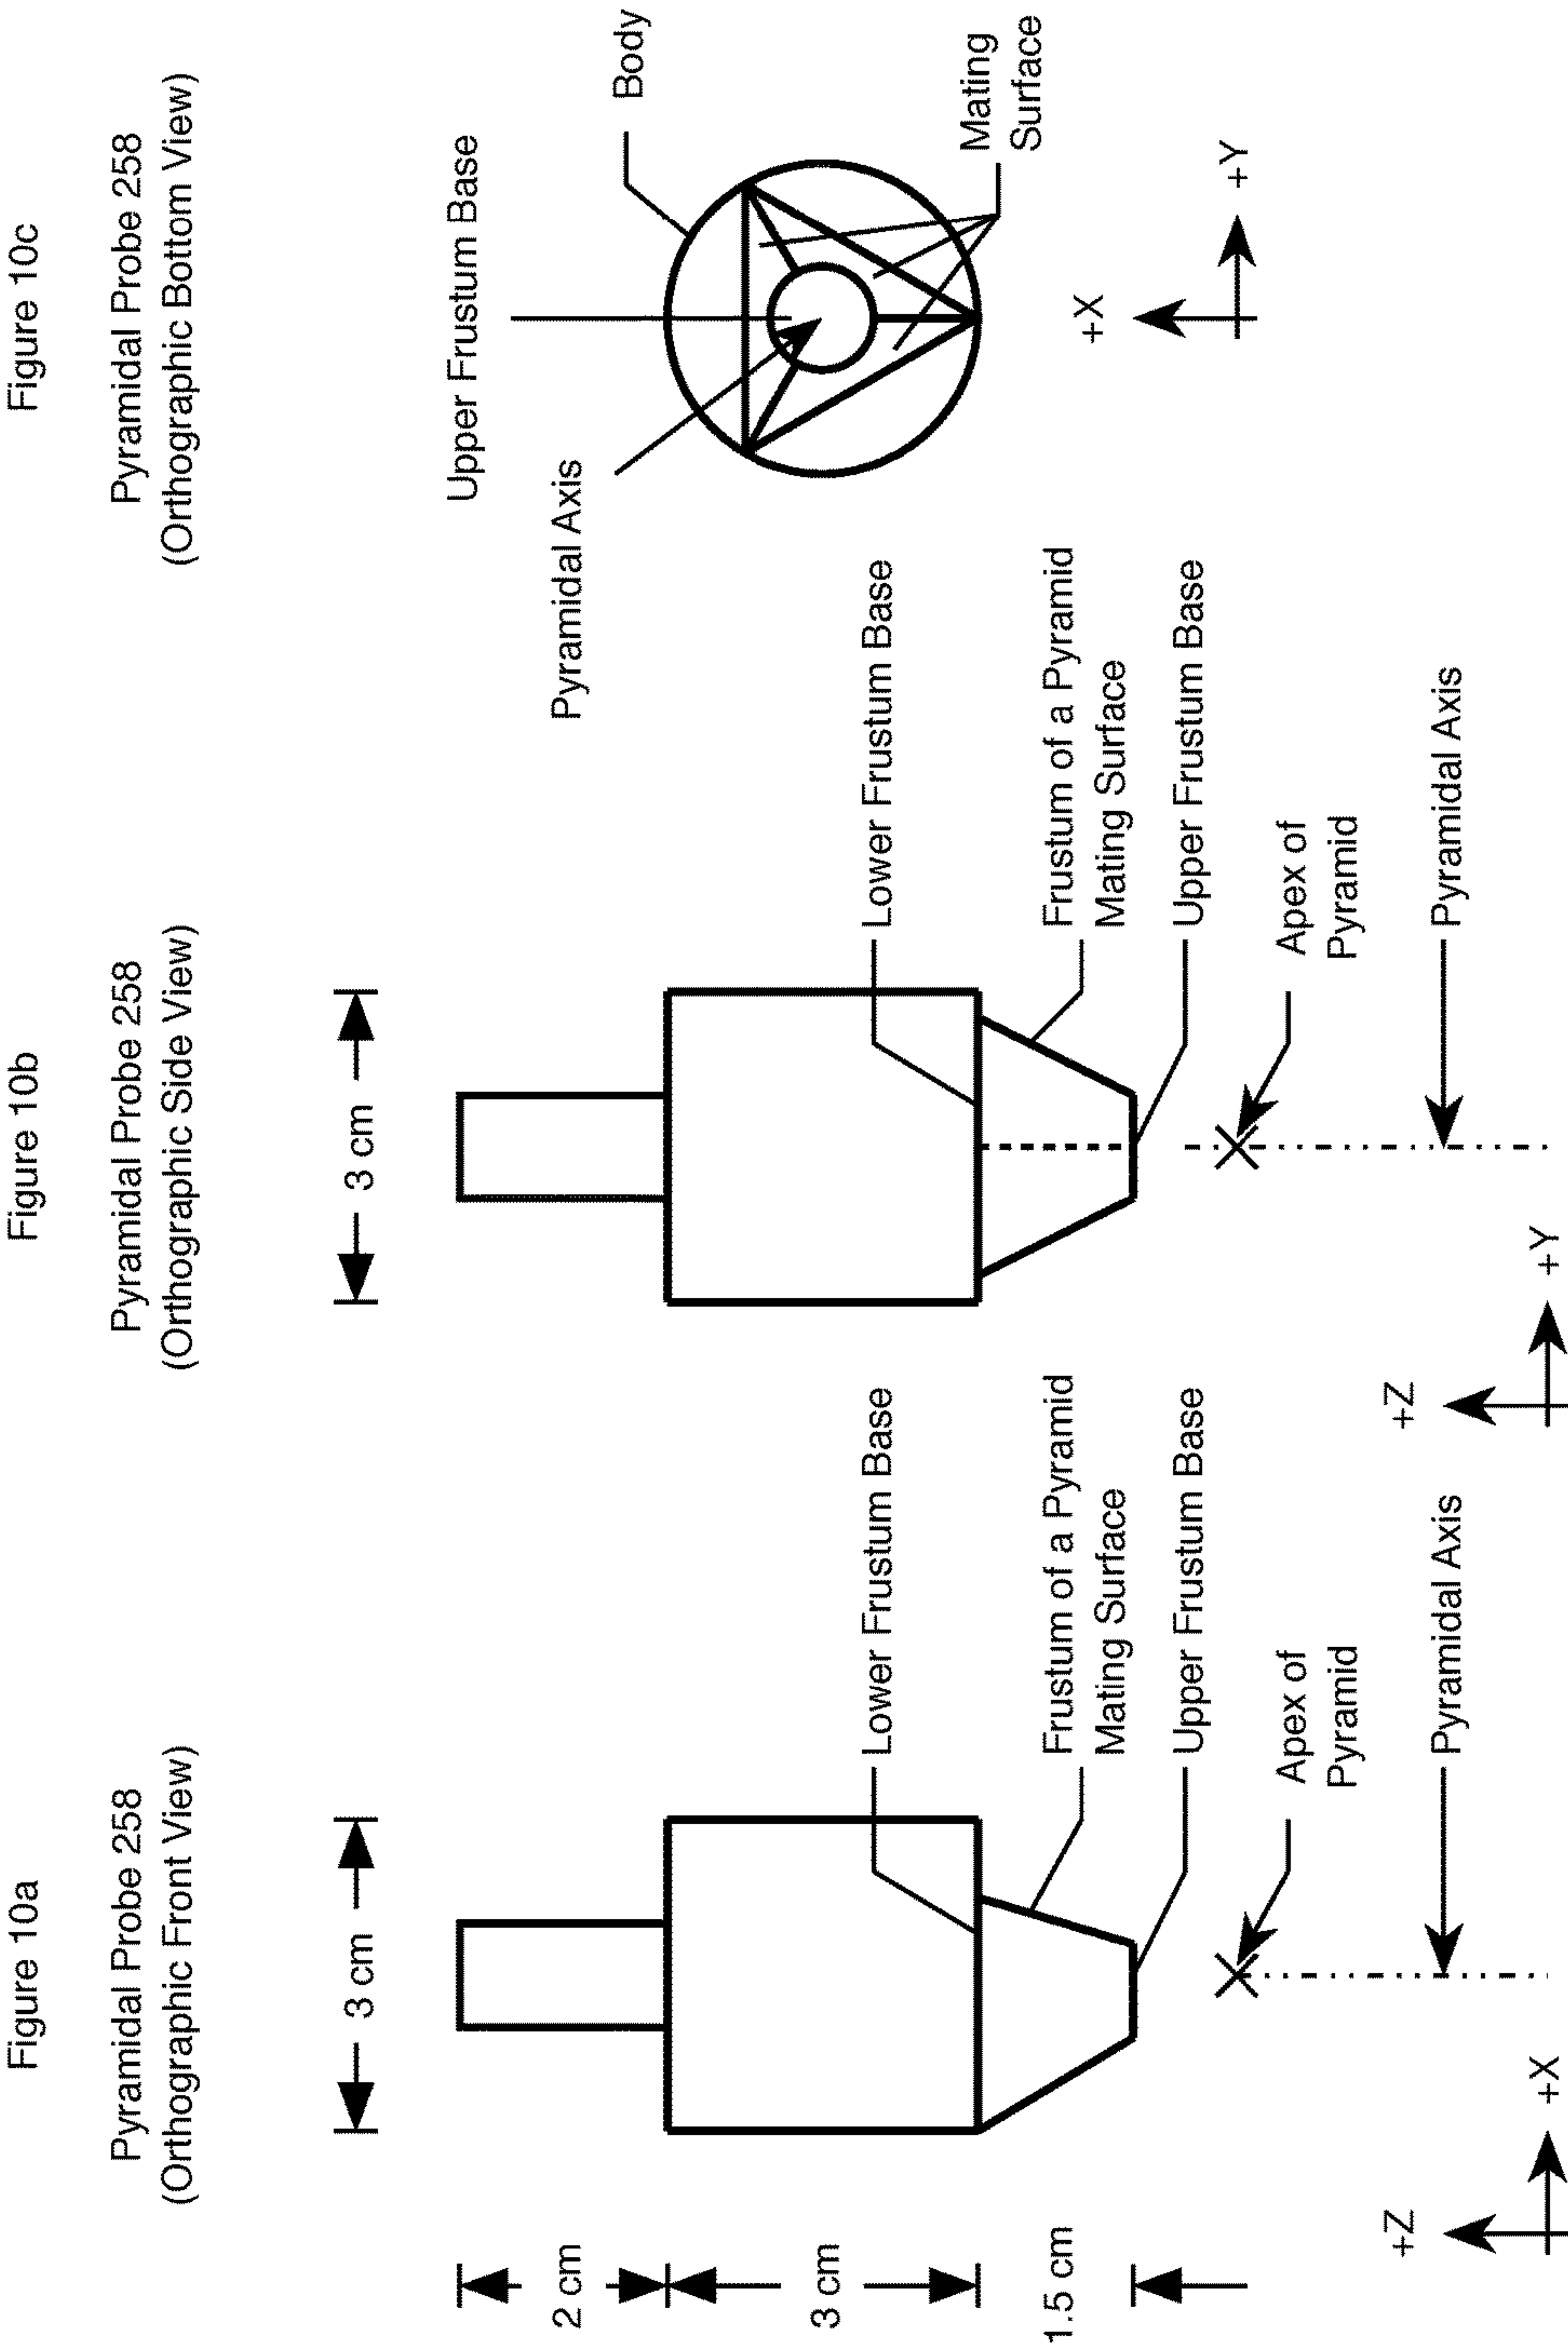 Figure 10a
Pyramidal Probe 258
(Orthographic Front View)
3 cm
2 cm
3 cm
1.5 cm
Lower Frustum Base
Frustum of a Pyramid
Mating Surface
Upper Frustum Base
Apex of
Pyramid
Pyramidal Axis
+Z
+X
Figure 10b
Pyramidal Probe 258
(Orthographic Side View)
3 cm
Lower Frustum Base
Frustum of a Pyramid
Mating Surface
Upper Frustum Base
Apex of
Pyramid
Pyramidal Axis
+Z
+Y
Figure 10c
Pyramidal Probe 258
(Orthographic Bottom View)
Upper Frustum Base
Pyramidal Axis
Body
Mating
Surface
+X
+Y